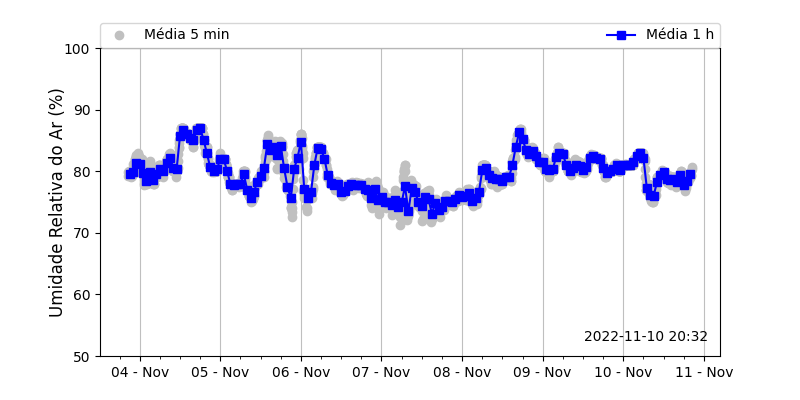 Média 5 min Média 1 h
100
90
80
70
60
50
Umidade Relativa do Ar (%)
2022-11-10 20:32
04 - Nov 05 - Nov 06 - Nov 07 - Nov 08 - Nov 09 - Nov 10 - Nov 11 - Nov